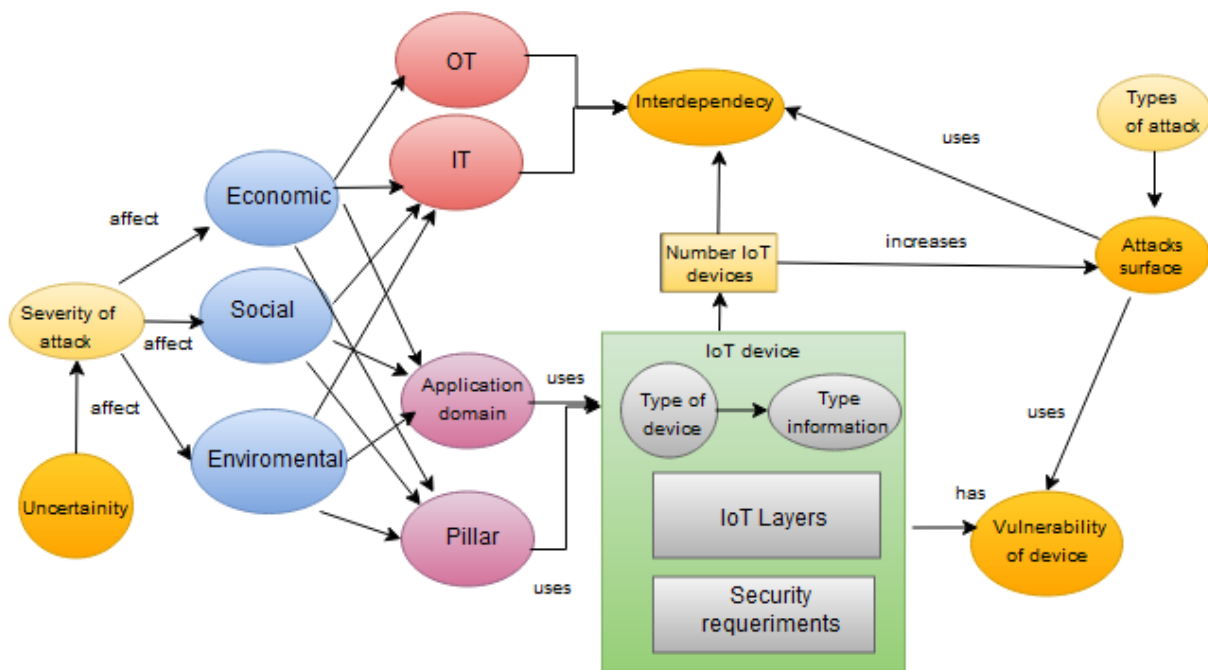 OT
Interdependecy
Types
of attack
uses
IT
Economic
affect
Number IoT
devices
increases
Attacks
surface
Severity of
attack
affect
Social
IoT device
uses
Application
domain
Type of
device
Type
information
affect
uses
Enviromental
Uncertainity
IoT Layers
has
Vulnerability
of device
Pillar
uses
Security
requeriments